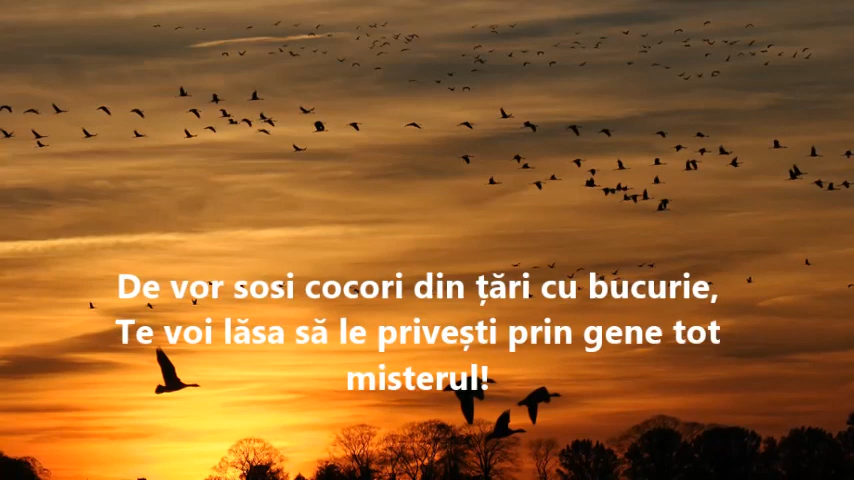 De vor sosi cocori din țări cu bucurie,
Te voi lăsa să le privești prin gene tot
misterul!